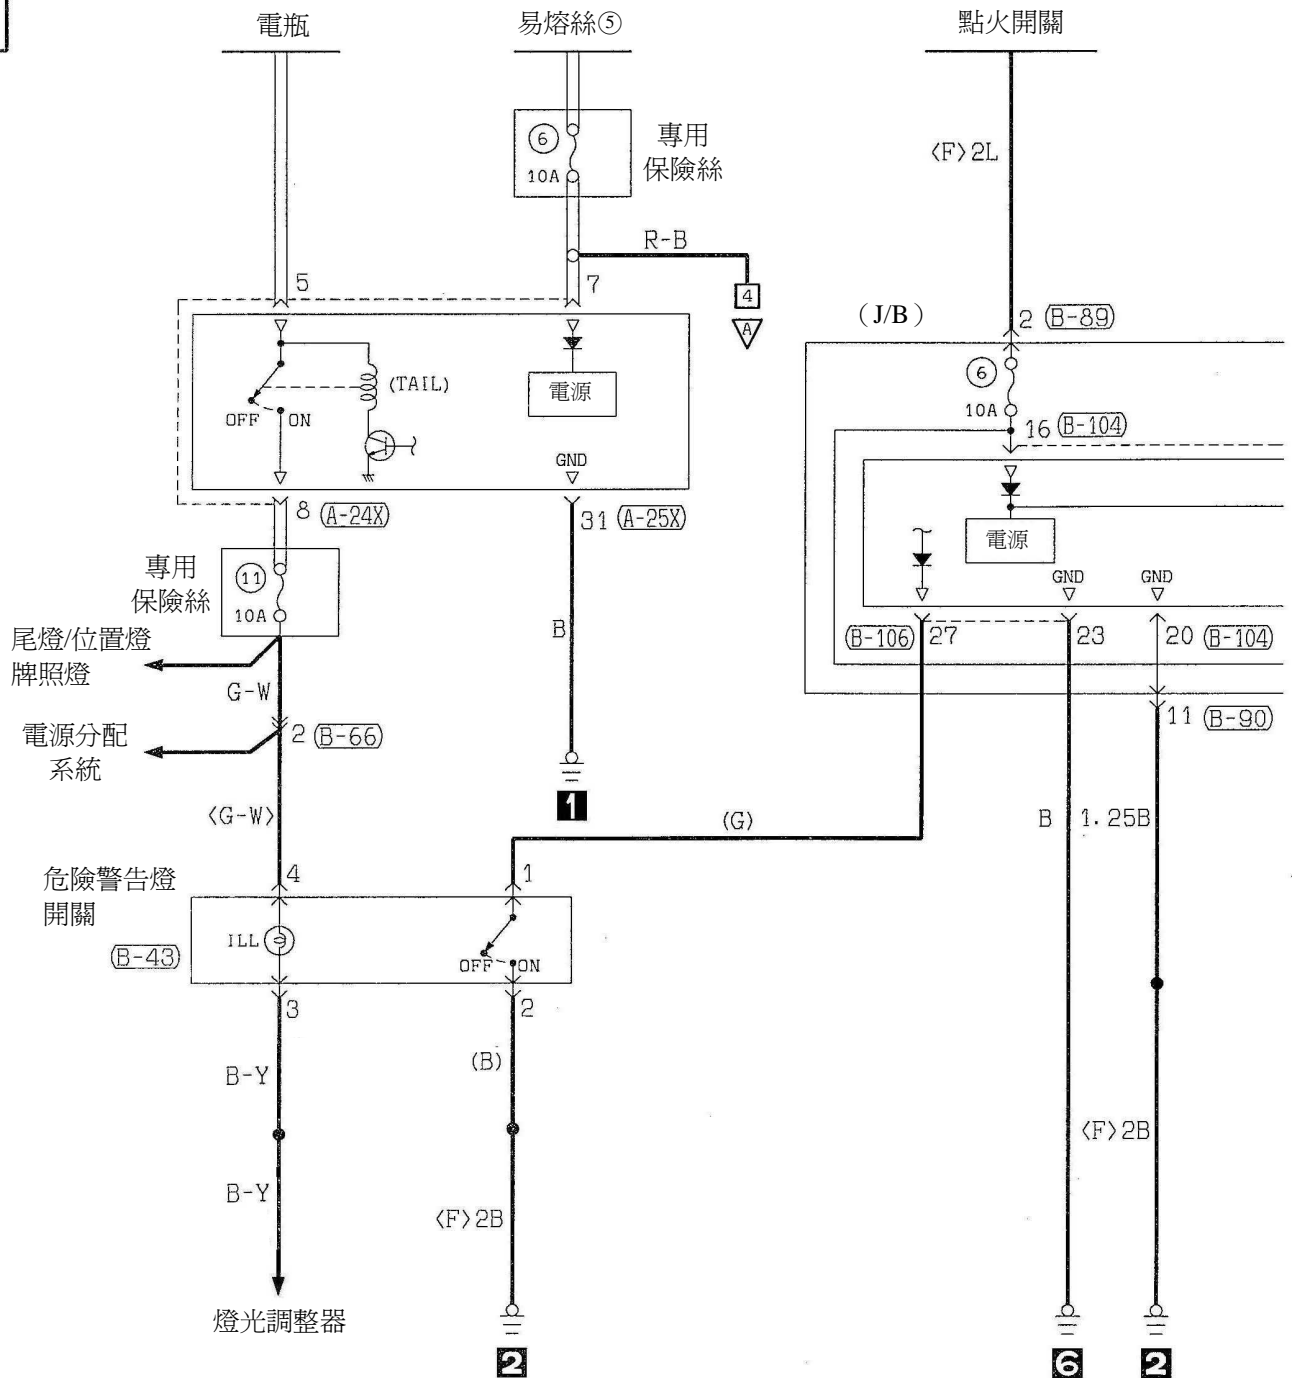 電瓶
易熔絲⑤
點火開關
⑥
10A
專用
保險絲
〈F〉2L
R-B
5
7
4
A
（J/B）
2 (B-89)
⑥
10A
16 (B-104)
(TAIL)
OFF ON
電源
GND
8 (A-24X)
31 (A-25X)
電源
GND
GND
專用
保險絲
⑪
10A
B
(B-106) 27
23
20 (B-104)
尾燈/位置燈
牌照燈
G-W
11 (B-90)
電源分配
系統
2 (B-66)
1
〈G-W〉
(G)
B
1.25B
危險警告燈
開關
4
1
ILL
(B-43)
OFF ON
3
2
B-Y
(B)
〈F〉2B
B-Y
〈F〉2B
燈光調整器
2
6
2